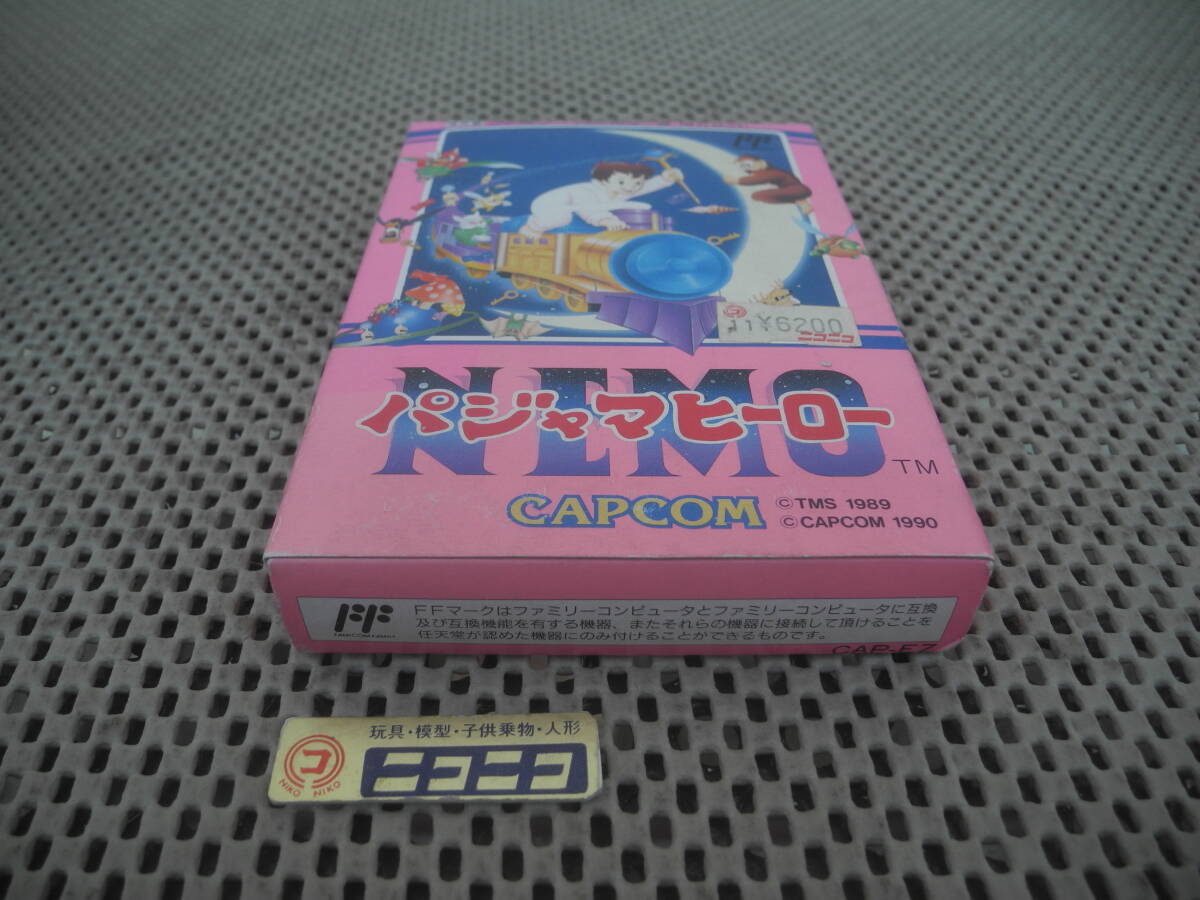 FF
¥6200
ニコニコ
NEMO
パジャマヒーロー
TM
CAPCOM
©TMS 1989
©CAPCOM 1990
FF
FFマークはファミリーコンピュータとファミリーコンピュータに互換
及び互換機能を有する機器、またそれらの機器に接続して頂けることを
任天堂が認めた機器にのみ付けることができるものです。
玩具・模型・子供乗物・人形
コ
NIKO NIKO
ニコニコ